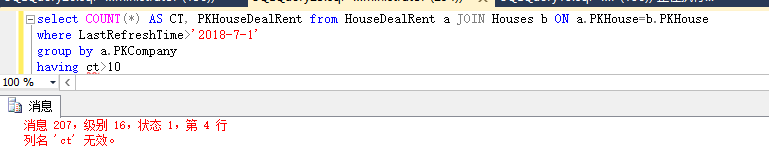 select COUNT(*) AS CT, PKHouseDealRent from HouseDealRent a JOIN Houses b ON a.PKHouse=b.PKHouse
where LastRefreshTime>'2018-7-1'
group by a.PKCompany
having ct>10
100 %
消息
消息 207，级别 16，状态 1，第 4 行
列名 'ct' 无效。